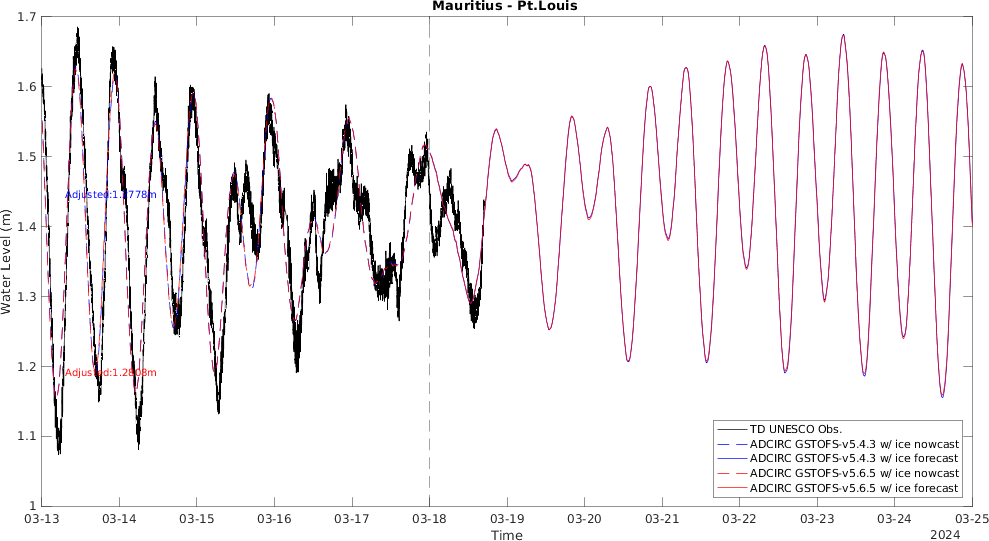 Mauritius - Pt.Louis
1.7
1.6
1.5
1.4
1.3
1.2
1.1
1
Water Level (m)
Adjusted:1.2808m
TD UNESCO Obs.
ADCIRC GSTOFS-v5.4.3 w/ ice nowcast
ADCIRC GSTOFS-v5.4.3 w/ ice forecast
ADCIRC GSTOFS-v5.6.5 w/ ice nowcast
ADCIRC GSTOFS-v5.6.5 w/ ice forecast
03-13 03-14 03-15 03-16 03-17 03-18 03-19 03-20 03-21 03-22 03-23 03-24 03-25
Time
2024